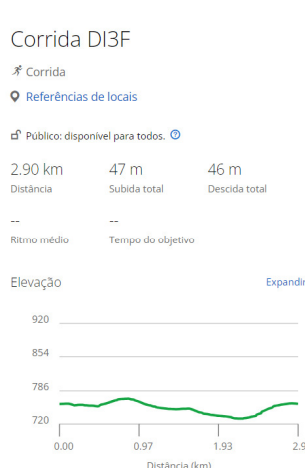 Corrida DI3F
Corrida
Referências de locais
Público: disponível para todos. ?
2.90 km 47 m 46 m
Distância Subida total Descida total
-- --
Ritmo médio Tempo do objetivo
Elevação Expandir
920
854
786
720
0.00 0.97 1.93 2.9
Distância (km)